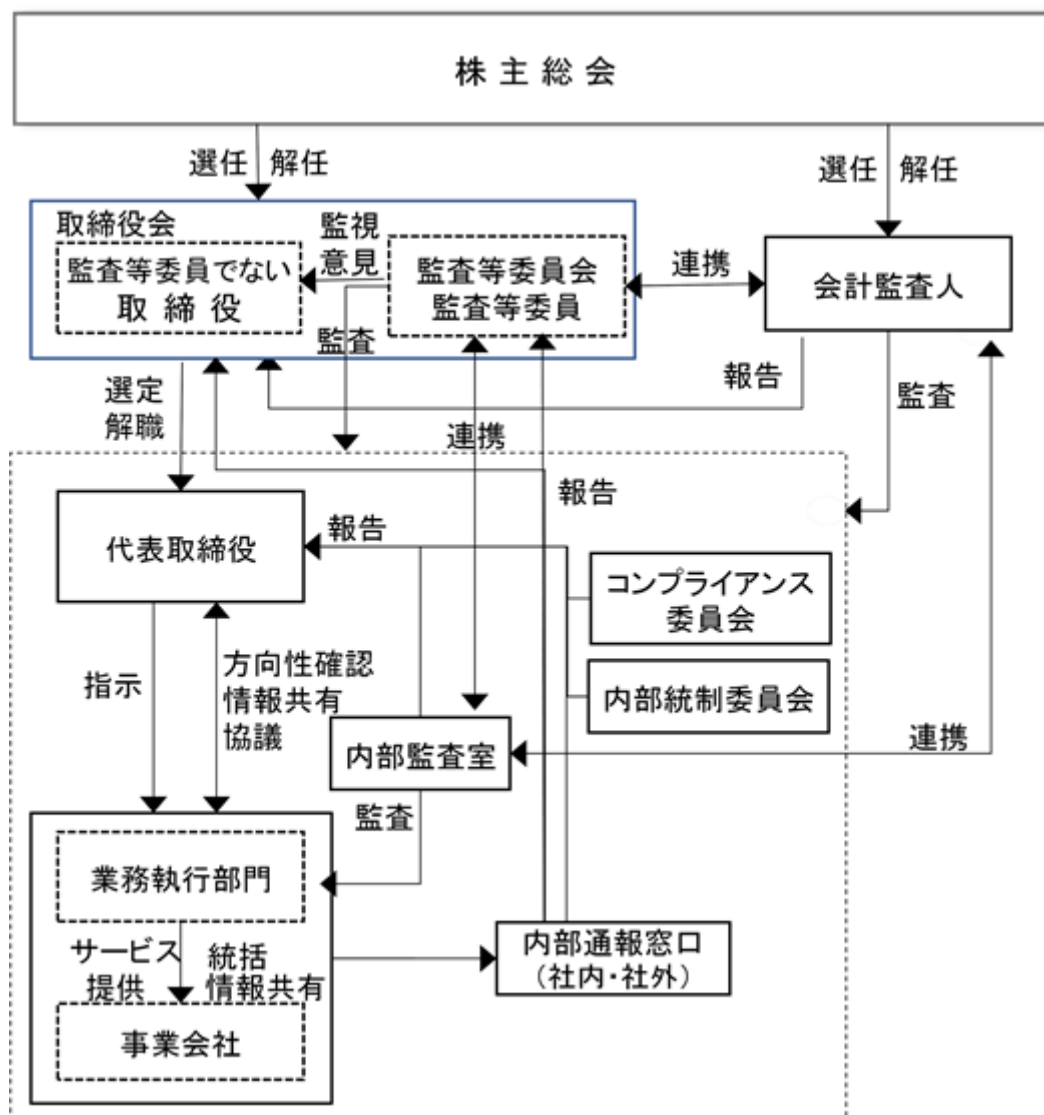 株主総会
選任 解任
選任 解任
取締役会
監査等委員でない
取締役
監視
意見
監査等委員会
監査等委員
連携
会計監査人
監査
選定
解職
連携
報告
監査
報告
代表取締役
報告
コンプライアンス
委員会
指示
方向性確認
情報共有
協議
内部統制委員会
内部監査室
連携
監査
業務執行部門
サービス
提供
統括
情報共有
事業会社
内部通報窓口
（社内・社外）